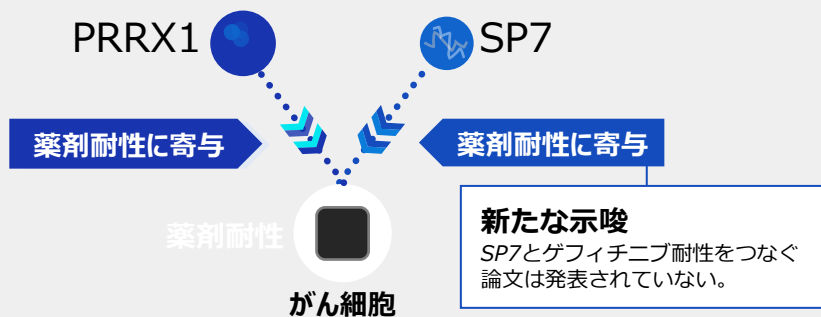 PRRX1
SP7
薬剤耐性に寄与
薬剤耐性に寄与
新たな示唆
SP7とゲフィチニブ耐性をつなぐ
論文は発表されていない。
薬剤耐性
がん細胞